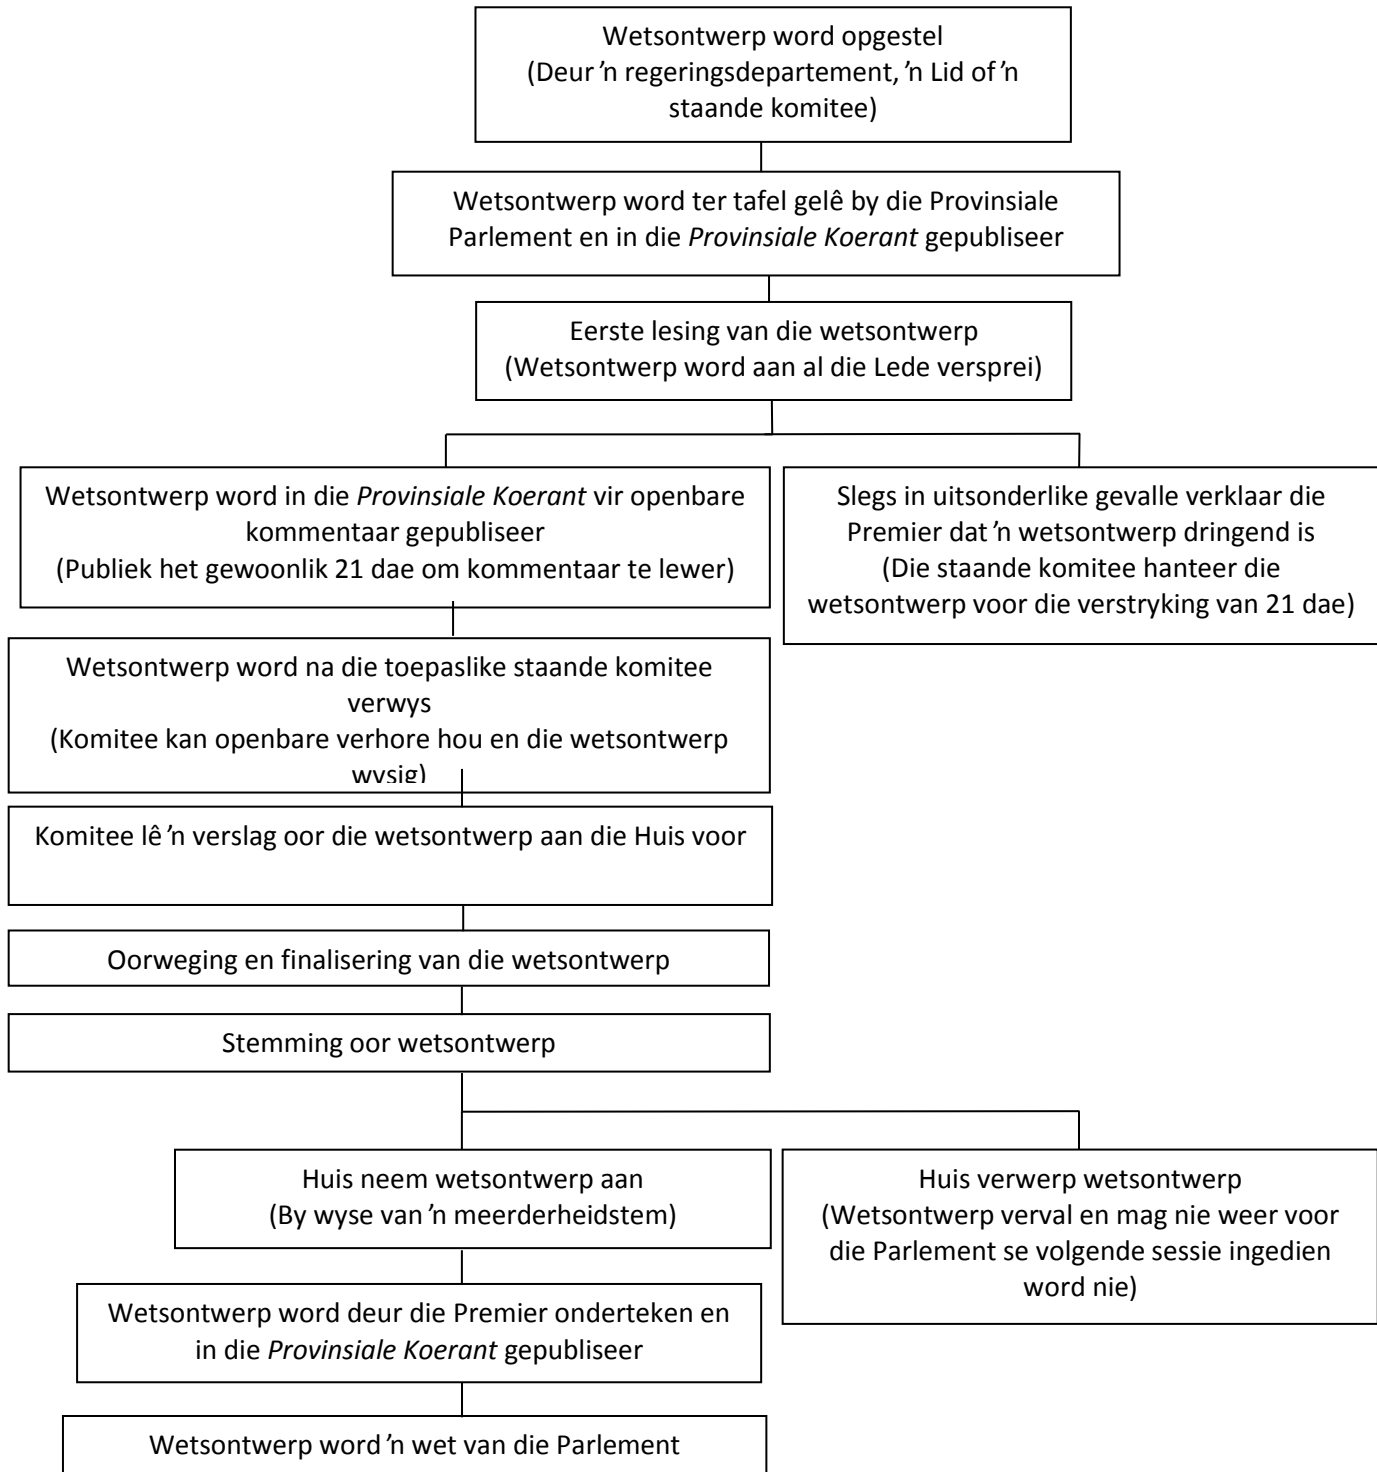 Wetsontwerp word opgestel
(Deur ’n regeringsdepartement, ’n Lid of ’n
staande komitee)
Wetsontwerp word ter tafel gelê by die Provinsiale
Parlement en in die Provinsiale Koerant gepubliseer
Eerste lesing van die wetsontwerp
(Wetsontwerp word aan al die Lede versprei)
Wetsontwerp word in die Provinsiale Koerant vir openbare
kommentaar gepubliseer
(Publiek het gewoonlik 21 dae om kommentaar te lewer)
Slegs in uitsonderlike gevalle verklaar die
Premier dat ’n wetsontwerp dringend is
(Die staande komitee hanteer die
wetsontwerp voor die verstryking van 21 dae)
Wetsontwerp word na die toepaslike staande komitee
verwys
(Komitee kan openbare verhore hou en die wetsontwerp
wysig)
Komitee lê ’n verslag oor die wetsontwerp aan die Huis voor
Oorweging en finalisering van die wetsontwerp
Stemming oor wetsontwerp
Huis neem wetsontwerp aan
(By wyse van ’n meerderheidstem)
Huis verwerp wetsontwerp
(Wetsontwerp verval en mag nie weer voor
die Parlement se volgende sessie ingedien
word nie)
Wetsontwerp word deur die Premier onderteken en
in die Provinsiale Koerant gepubliseer
Wetsontwerp word ’n wet van die Parlement